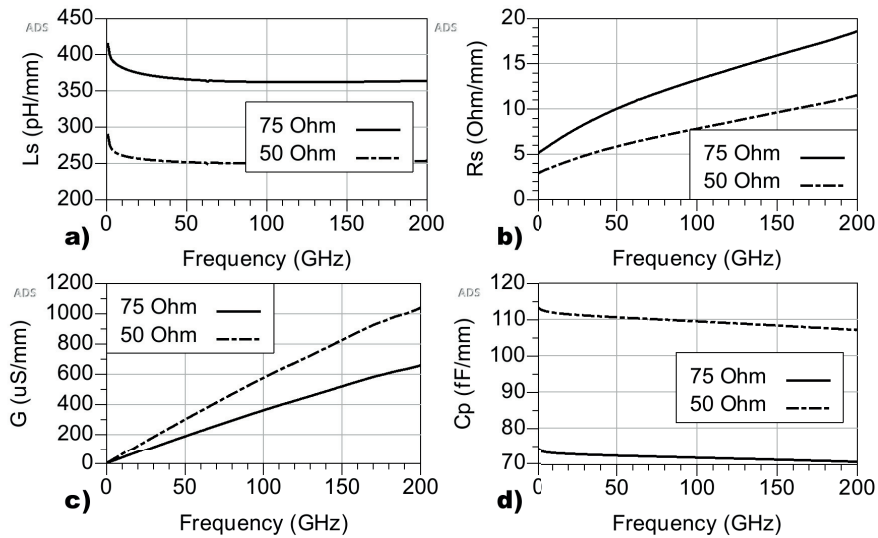 ADS
Ls (pH/mm)
450
400
350
300
250
200
75 Ohm
50 Ohm
0 50 100 150 200
a)
Frequency (GHz)
ADS
Rs (Ohm/mm)
20
15
10
5
0
75 Ohm
50 Ohm
0 50 100 150 200
b)
Frequency (GHz)
ADS
G (uS/mm)
1200
1000
800
600
400
200
0
75 Ohm
50 Ohm
0 50 100 150 200
c)
Frequency (GHz)
ADS
Cp (fF/mm)
120
110
100
90
80
70
75 Ohm
50 Ohm
0 50 100 150 200
d)
Frequency (GHz)